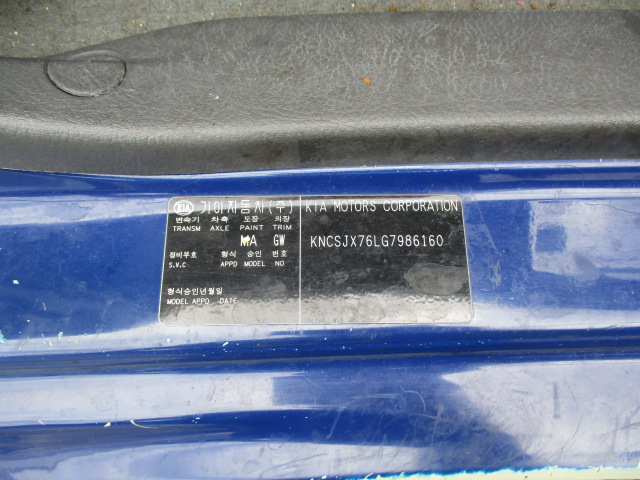 KIA 기아자동차(주) KIA MOTORS CORPORATION
변속기 차축 도장 외장
TRANSM AXLE PAINT TRIM
MA GW KNCSJX76LG7986160
정비부호 형식 승인 번호
S.V.C APPD MODEL NO
형식승인년월일
MODEL APPD -DATE